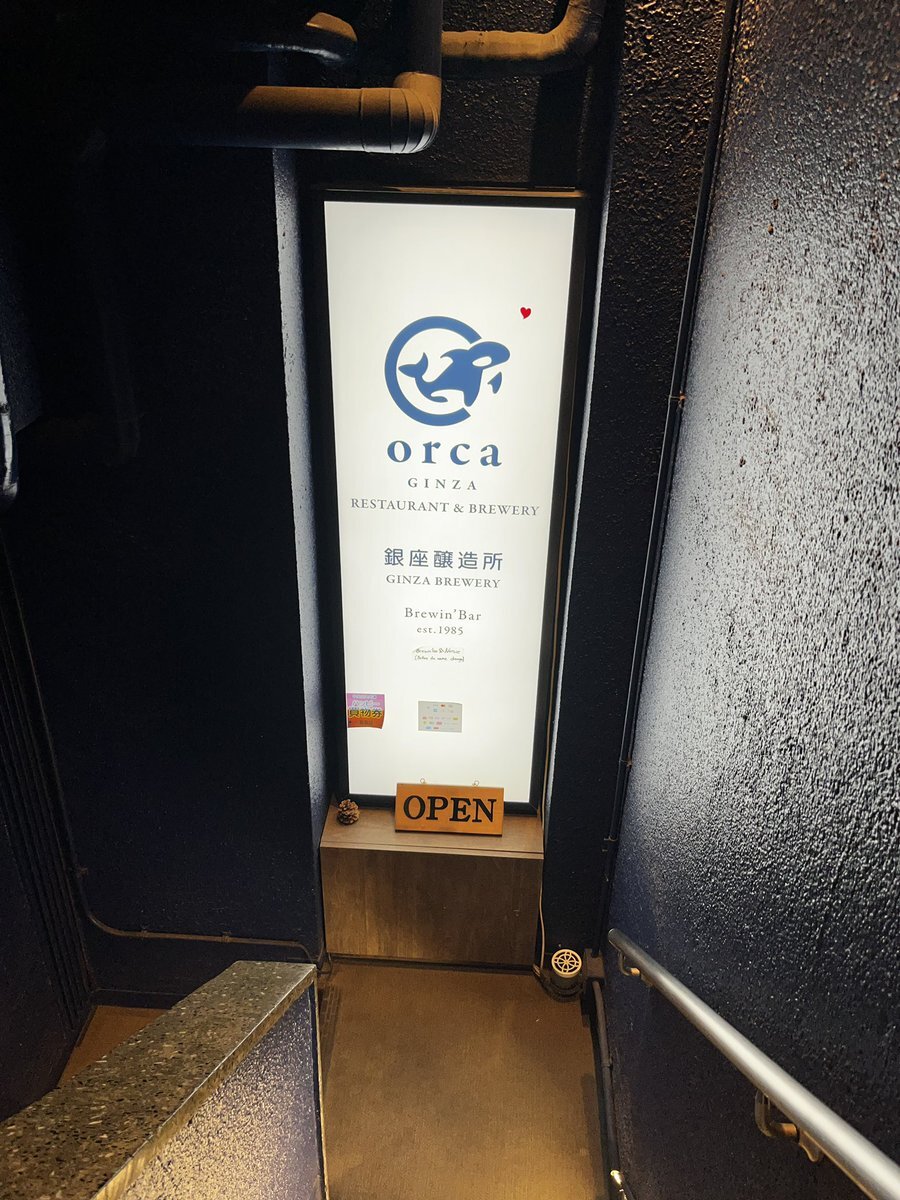 orca
GINZA
RESTAURANT & BREWERY
銀座醸造所
GINZA BREWERY
Brewin'Bar
est.1985
OPEN